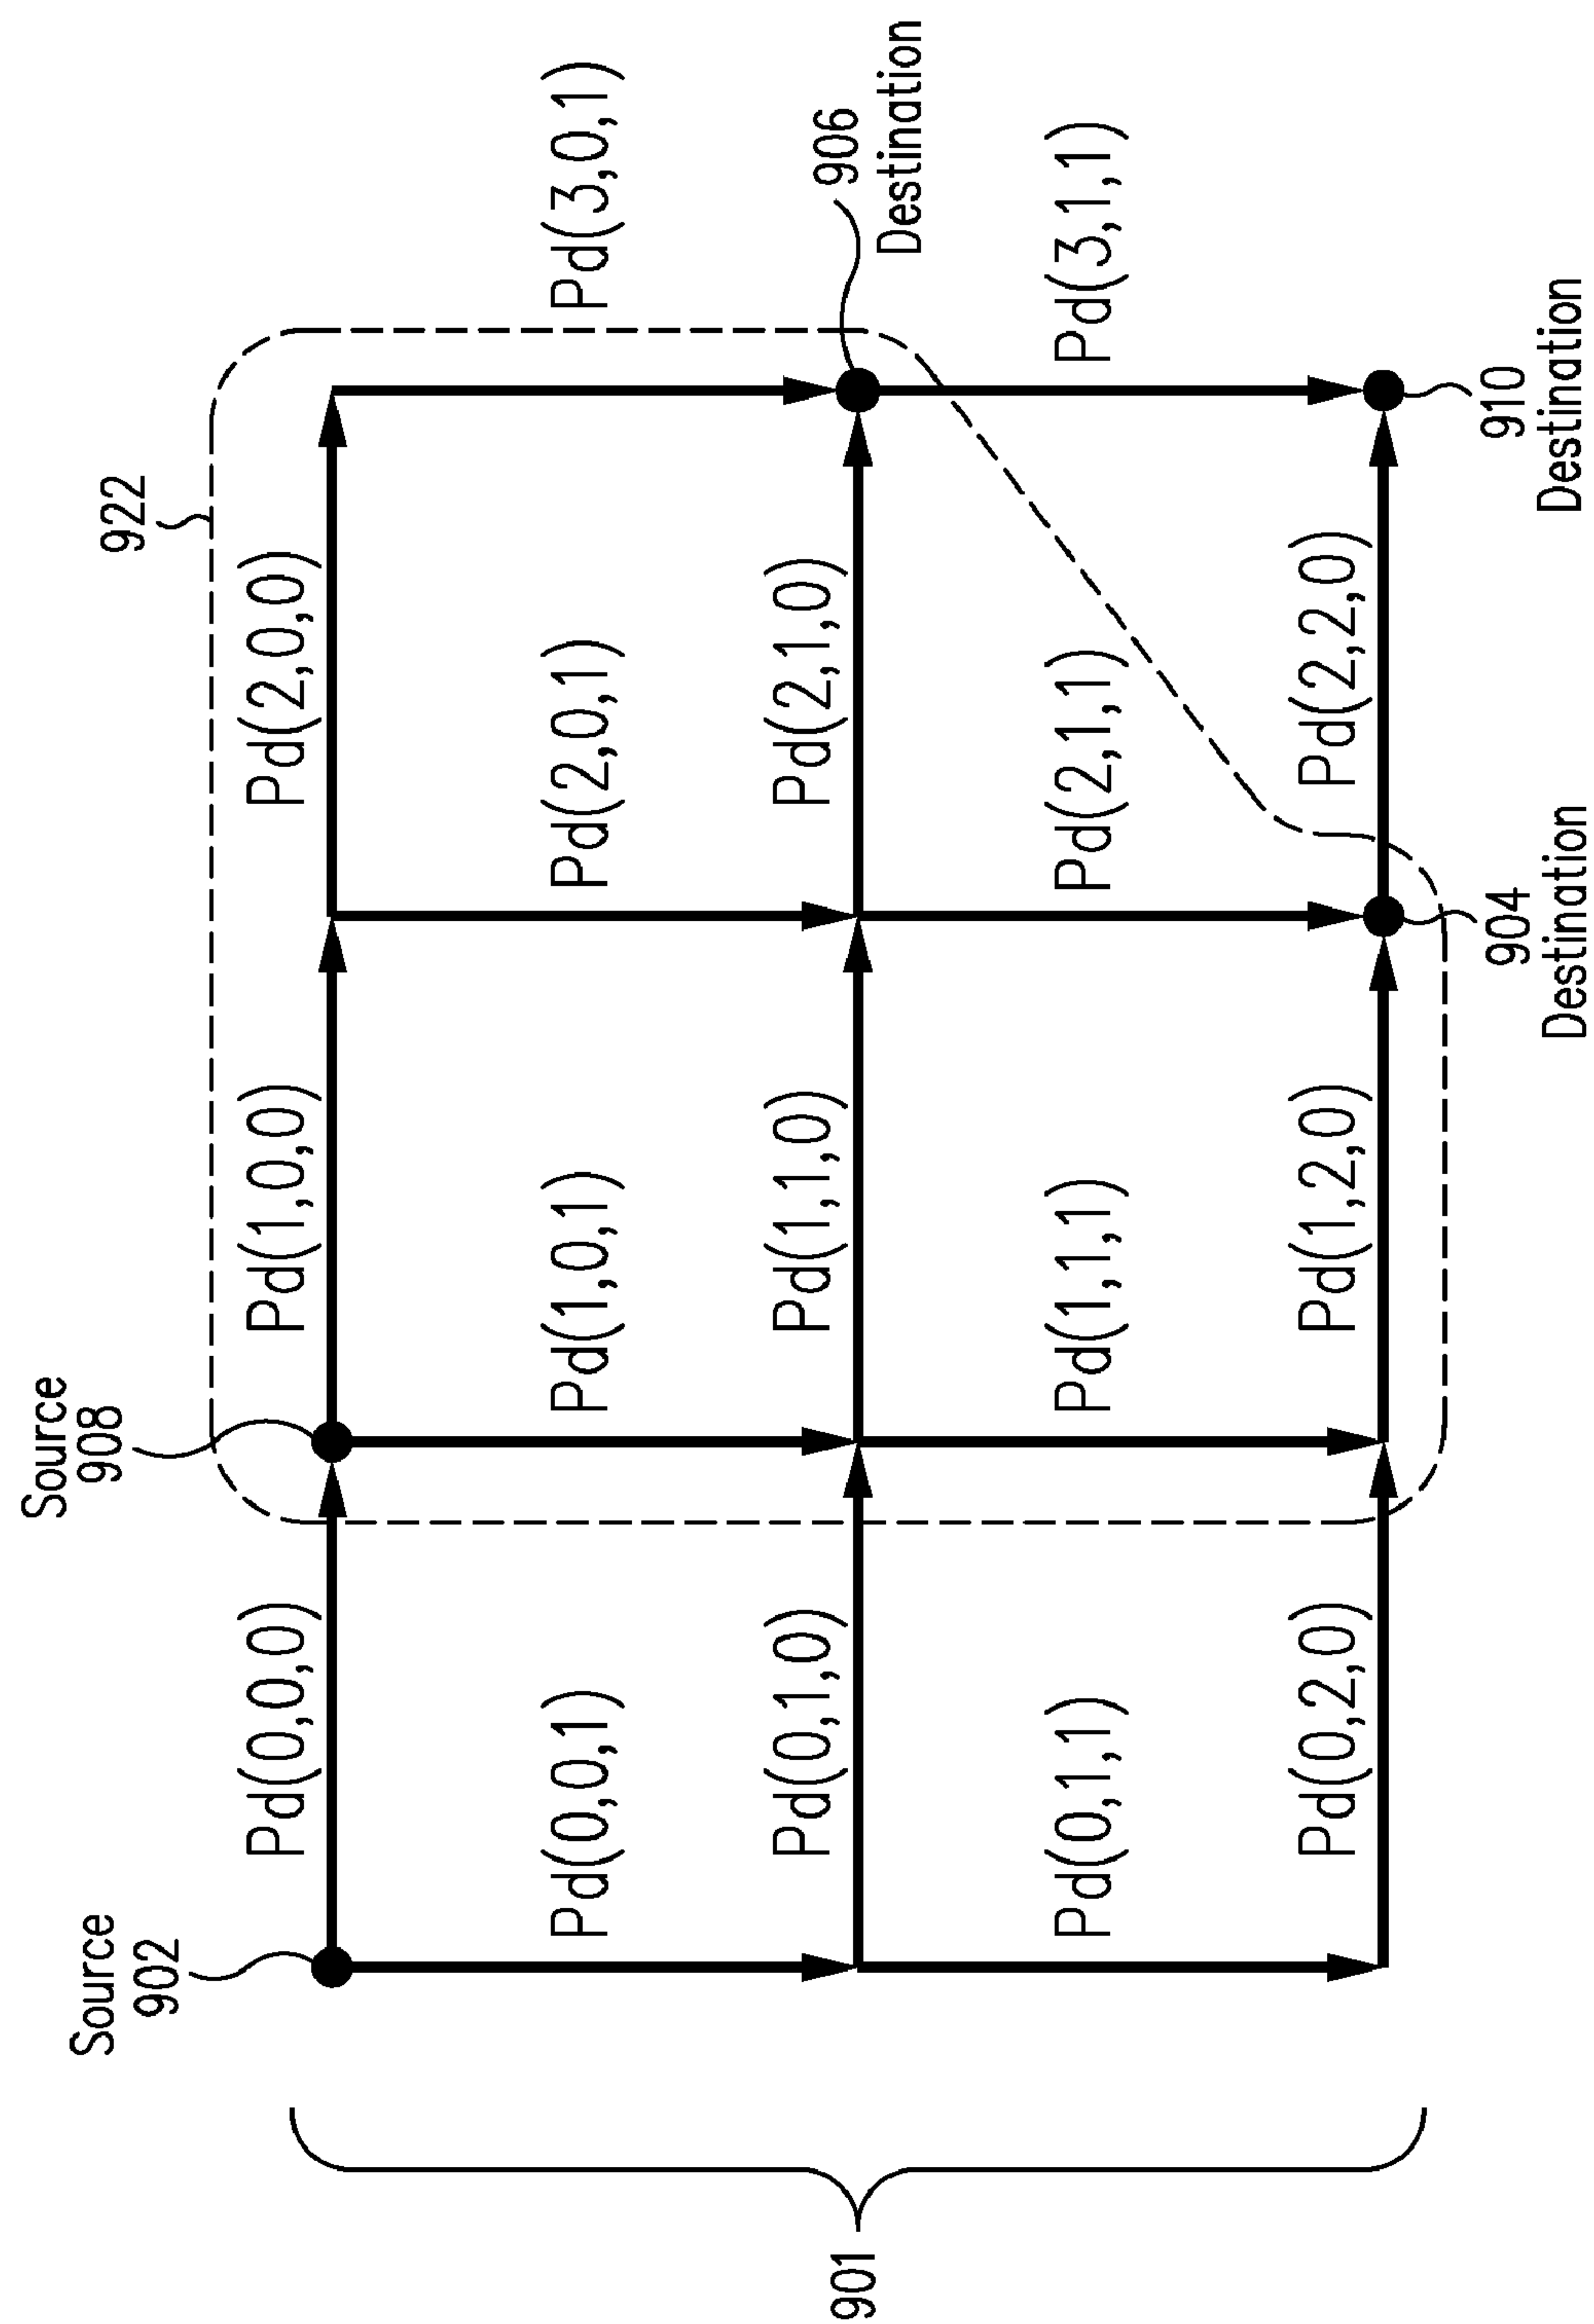 Source
902
Source
908
922
Pd(0,0,0)
Pd(1,0,0)
Pd(2,0,0)
Pd(0,0,1)
Pd(1,0,1)
Pd(2,0,1)
Pd(3,0,1)
901
Pd(0,1,0)
Pd(1,1,0)
Pd(2,1,0)
906
Destination
Pd(0,1,1)
Pd(1,1,1)
Pd(2,1,1)
Pd(3,1,1)
Pd(0,2,0)
Pd(1,2,0)
Pd(2,2,0)
904
Destination
910
Destination